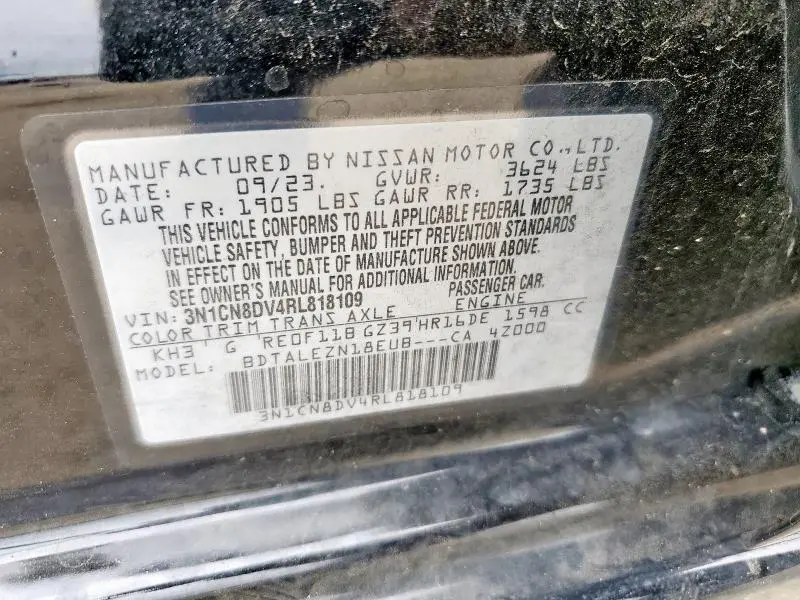 MANUFACTURED BY NISSAN MOTOR CO.,LTD.
DATE: 09/23. GVWR: 3624 LBS
GAWR FR: 1905 LBS GAWR RR: 1735 LBS
THIS VEHICLE CONFORMS TO ALL APPLICABLE FEDERAL MOTOR
VEHICLE SAFETY, BUMPER AND THEFT PREVENTION STANDARDS
IN EFFECT ON THE DATE OF MANUFACTURE SHOWN ABOVE.
SEE OWNERS MANUAL FOR ADDITIONAL INFORMATION.
VIN: 3N1CN8DV4RL818109 PASSENGER CAR.
COLOR TRIM TRANS AXLE ENGINE
KH3 G RE0F11B GZ39 HR16DE 1598 CC
MODEL: BDTALEZN18EUB---CA 4Z000
3N1CN8DV4RL818109